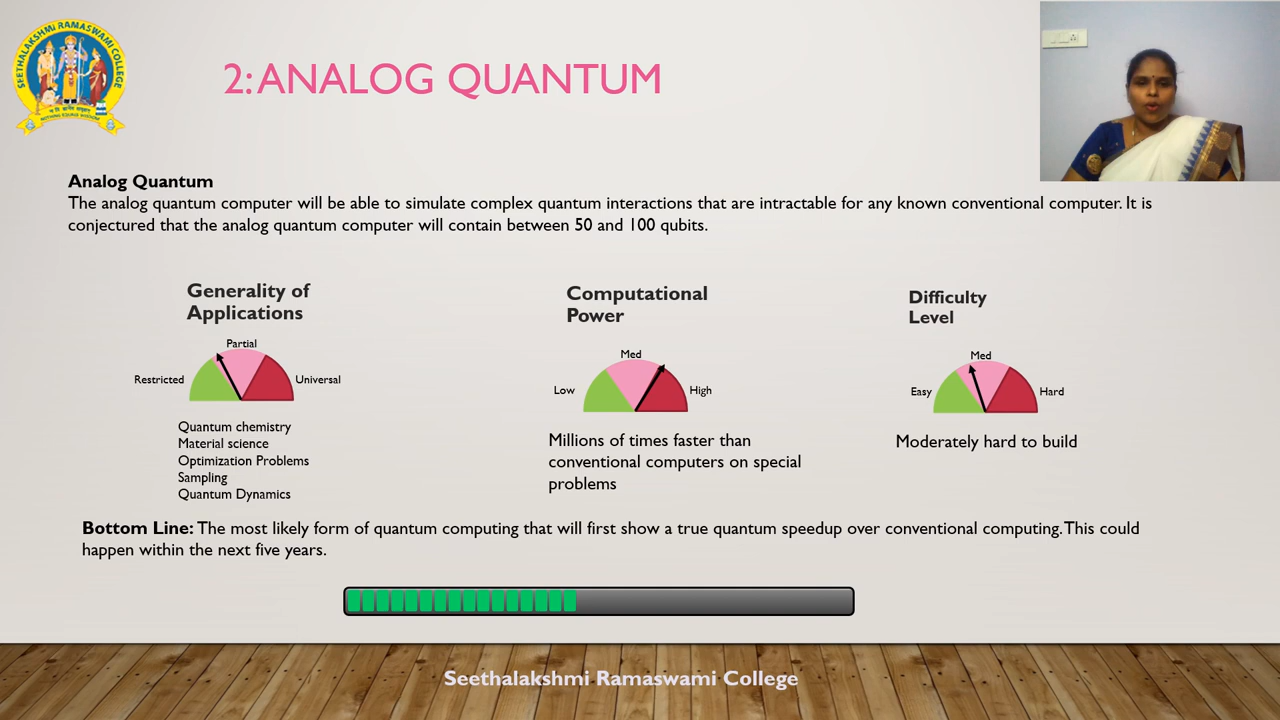 SEETHALAKSHMI RAMASWAMI COLLEGE
2: ANALOG QUANTUM
Analog Quantum
The analog quantum computer will be able to simulate complex quantum interactions that are intractable for any known conventional computer. It is
conjectured that the analog quantum computer will contain between 50 and 100 qubits.
Generality of
Applications
Partial
Restricted
Universal
Quantum chemistry
Material science
Optimization Problems
Sampling
Quantum Dynamics
Computational
Power
Med
Low
High
Millions of times faster than
conventional computers on special
problems
Difficulty
Level
Med
Easy
Hard
Moderately hard to build
Bottom Line: The most likely form of quantum computing that will first show a true quantum speedup over conventional computing. This could
happen within the next five years.
Seethalakshmi Ramaswami College